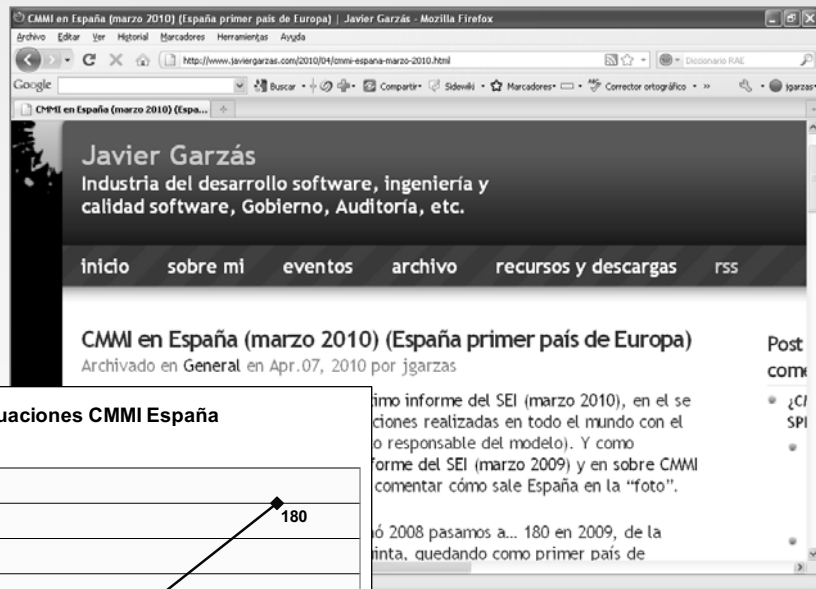 CMMI en España (marzo 2010) (España primer país de Europa) | Javier Garzás - Mozilla Firefox
Archivo Editar Ver Historial Marcadores Herramientas Ayuda
http://www.javiergarzas.com/2010/04/cmmi-espana-marzo-2010.html
Diccionario RAE
Google
Buscar
Compartir
Sidewiki
Marcadores
Corrector ortográfico
»
jgarzas
CMMI en España (marzo 2010) (Espa...
Javier Garzás
Industria del desarrollo software, ingeniería y
calidad software, Gobierno, Auditoría, etc.
inicio sobre mi eventos archivo recursos y descargas rss
CMMI en España (marzo 2010) (España primer país de Europa)
Archivado en General en Apr.07, 2010 por jgarzas
imo informe del SEI (marzo 2010), en el se
ciones realizadas en todo el mundo con el
o responsable del modelo). Y como
forme del SEI (marzo 2009) y en sobre CMMI
comentar cómo sale España en la “foto”.
ó 2008 pasamos a... 180 en 2009, de la
inta, quedando como primer país de
Post
come
SPI
uaciones CMMI España
180